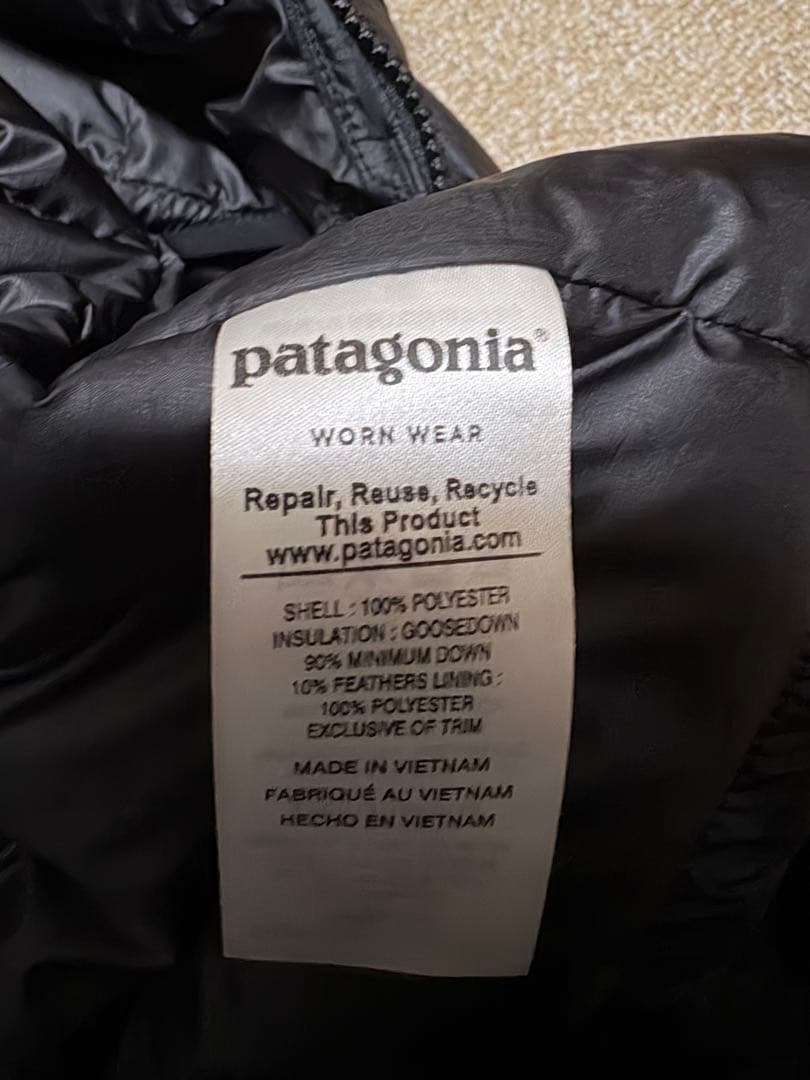 patagonia®
WORN WEAR
Repair, Reuse, Recycle
This Product
www.patagonia.com
SHELL : 100% POLYESTER
INSULATION : GOOSEDOWN
90% MINIMUM DOWN
10% FEATHERS LINING :
100% POLYESTER
EXCLUSIVE OF TRIM
MADE IN VIETNAM
FABRIQUÉ AU VIETNAM
HECHO EN VIETNAM